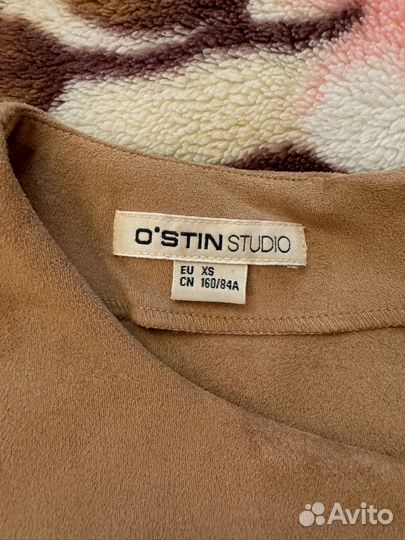 O'STIN STUDIO
EU XS
CN 160/84A
Avito